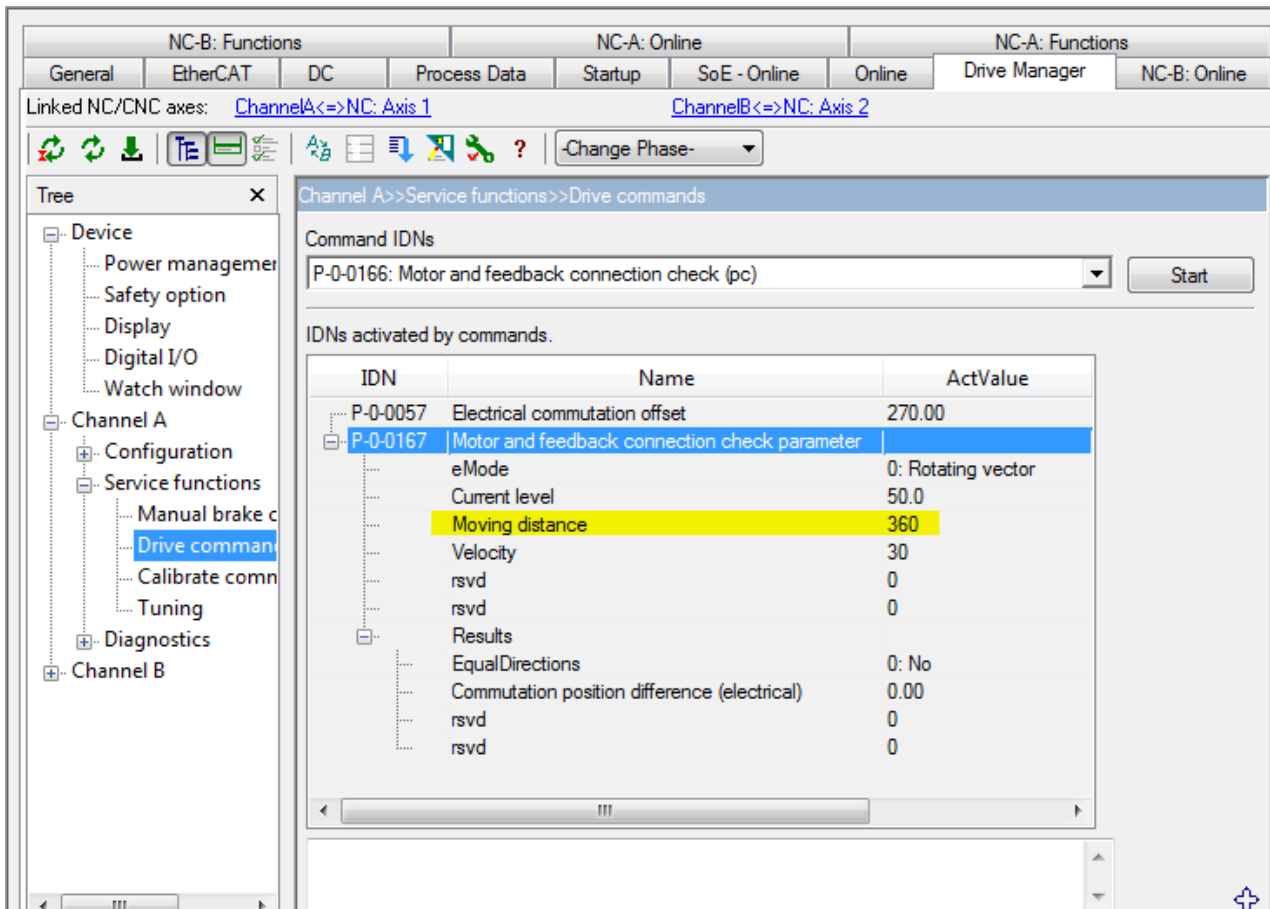 NC-B: Functions NC-A: Online NC-A: Functions
General EtherCAT DC Process Data Startup SoE - Online Online Drive Manager NC-B: Online
Linked NC/CNC axes: ChannelA<=>NC: Axis 1 ChannelB<=>NC: Axis 2
-Change Phase-
Tree
Channel A>>Service functions>>Drive commands
Device
Power managemer
Safety option
Display
Digital I/O
Watch window
Channel A
Configuration
Service functions
Manual brake c
Drive comman
Calibrate comn
Tuning
Diagnostics
Channel B
Command IDNs
P-0-0166: Motor and feedback connection check (pc) Start
IDNs activated by commands.
IDN Name ActValue
P-0-0057 Electrical commutation offset 270.00
P-0-0167 Motor and feedback connection check parameter
eMode 0: Rotating vector
Current level 50.0
Moving distance 360
Velocity 30
rsvd 0
rsvd 0
Results
EqualDirections 0: No
Commutation position difference (electrical) 0.00
rsvd 0
rsvd 0